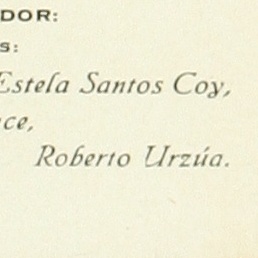 DOR:
S:
Estela Santos Coy,
ce,
Roberto Urzúa.